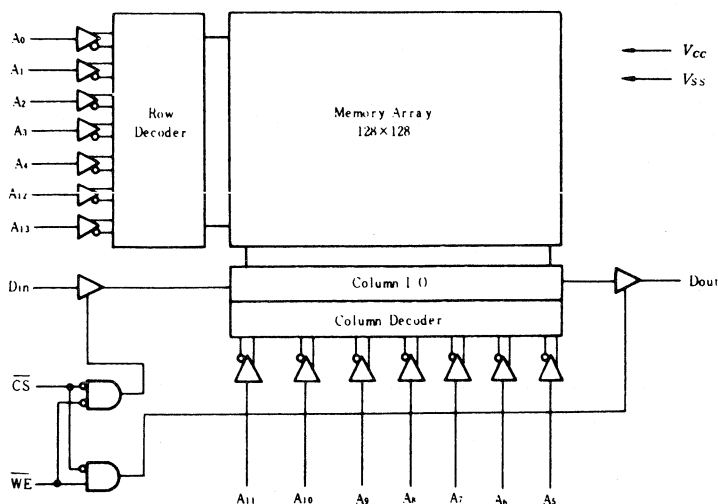 A0
A1
A2
A3
A4
A12
A13
Row
Decoder
Memory Array
128×128
Vcc
Vss
Din
Column I O
Dout
Column Decoder
CS
WE
A11
A10
A9
A8
A7
A6
A5